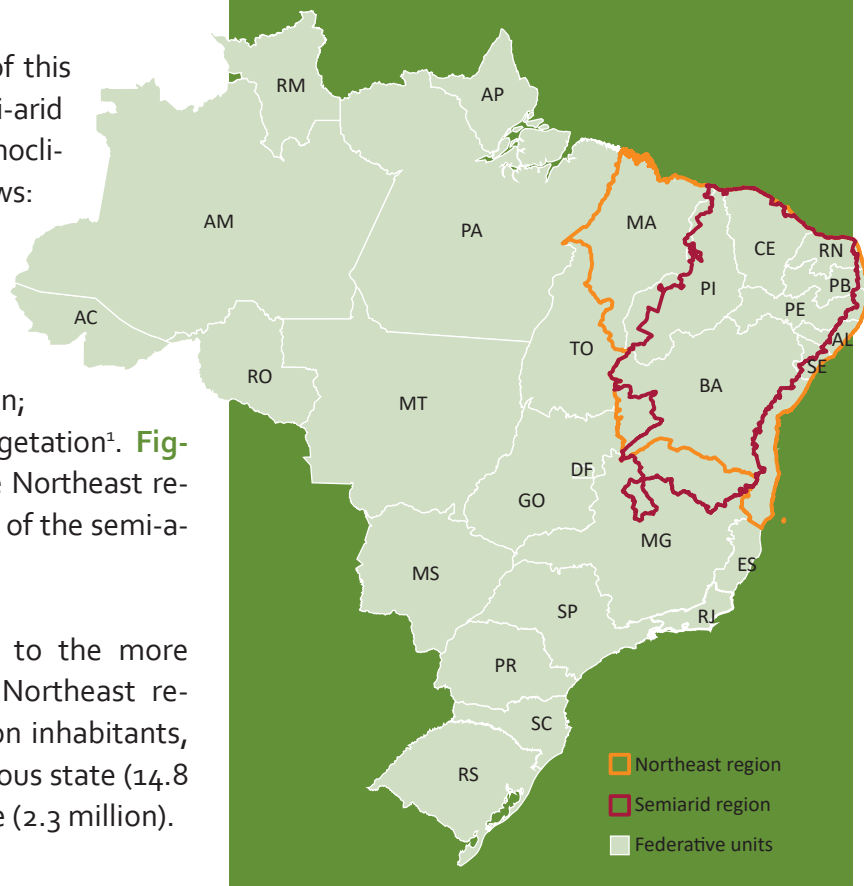 of this
i-arid
nocli-
ws:
n;
getation¹. Fig-
e Northeast re-
of the semi-a-
to the more
Northeast re-
on inhabitants,
ous state (14.8
e (2.3 million).
RM
AP
AM
PA
MA
CE
RN
PB
PI
PE
AL
SE
AC
TO
RO
BA
MT
DF
GO
MG
ES
MS
SP
RJ
PR
SC
RS
Northeast region
Semiarid region
Federative units